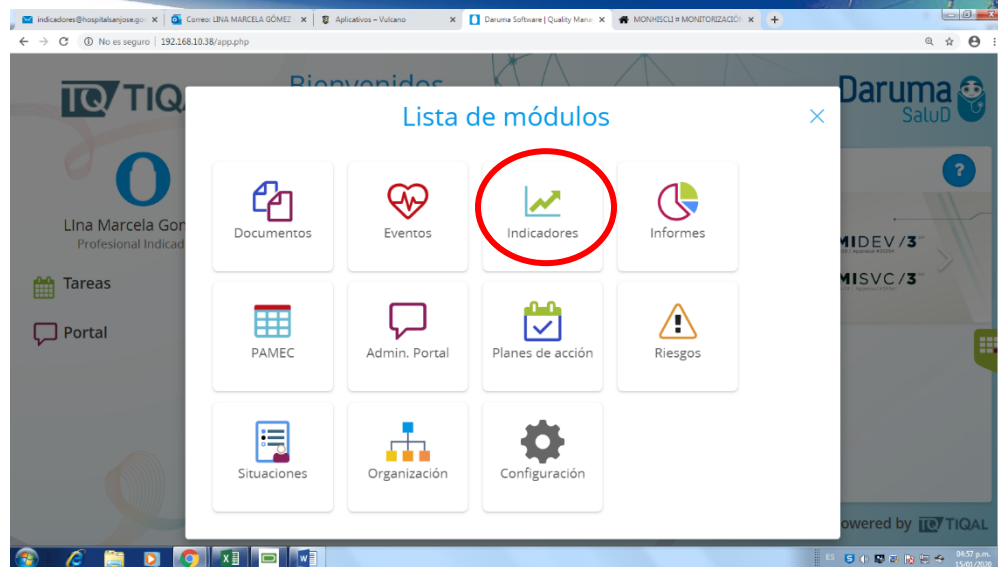 indicadores@hospitalsanjose.go
Correo: LINA MARCELA GÓMEZ
Aplicativos – Vulcano
Daruma Software | Quality Mana
MONHISCLI # MONITORIZACIÓ
No es seguro | 192.168.10.38/app.php
TIQ
Bienvenidos
Daruma
SaluD
Lista de módulos
?
LIna Marcela Gon
Profesional Indicad
Tareas
Portal
Documentos
Eventos
Indicadores
Informes
MIDEV/3
MISVC/3
PAMEC
Admin. Portal
Planes de acción
Riesgos
Situaciones
Organización
Configuración
owered by TIQAL
ES
04:57 p.m.
15/01/2020